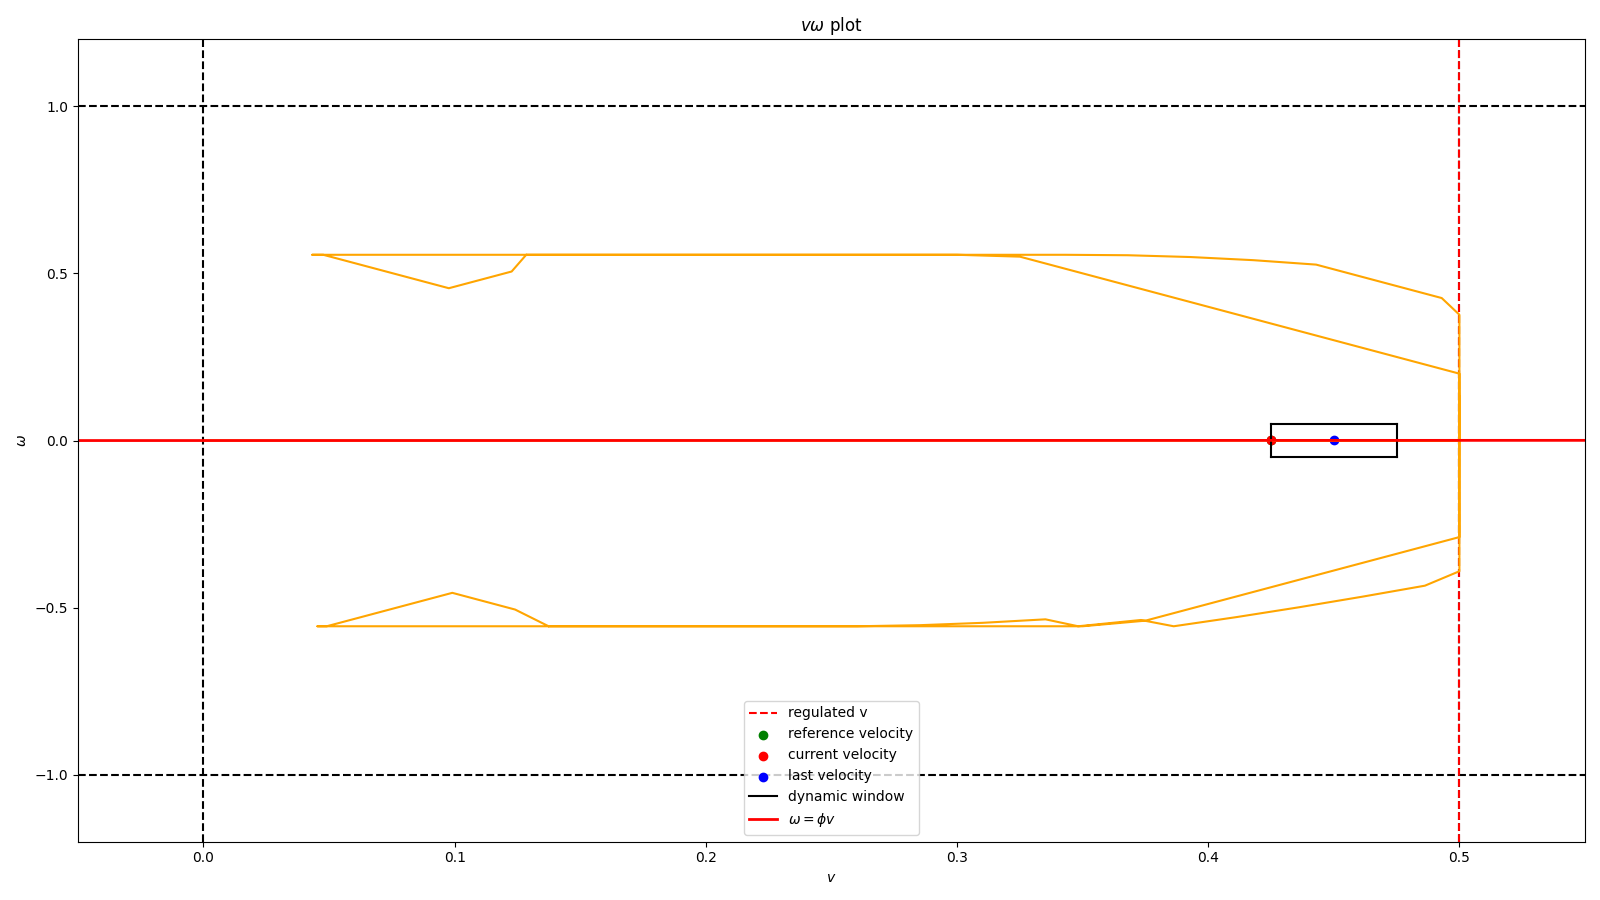 vω plot
1.0
0.5
0.0
−0.5
−1.0
ω
regulated v
reference velocity
current velocity
last velocity
dynamic window
ω = ϕv
0.0 0.1 0.2 0.3 0.4 0.5
v